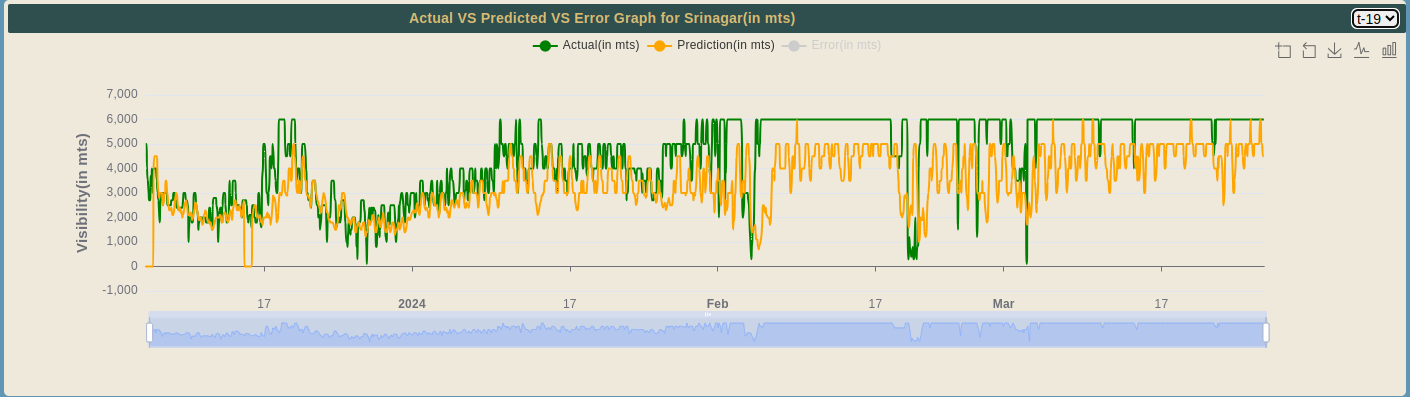 Actual VS Predicted VS Error Graph for Srinagar(in mts)
t-19
Actual(in mts) Prediction(in mts) Error(in mts)
Visibility(in mts)
7,000
6,000
5,000
4,000
3,000
2,000
1,000
0
-1,000
17 2024 17 Feb 17 Mar 17